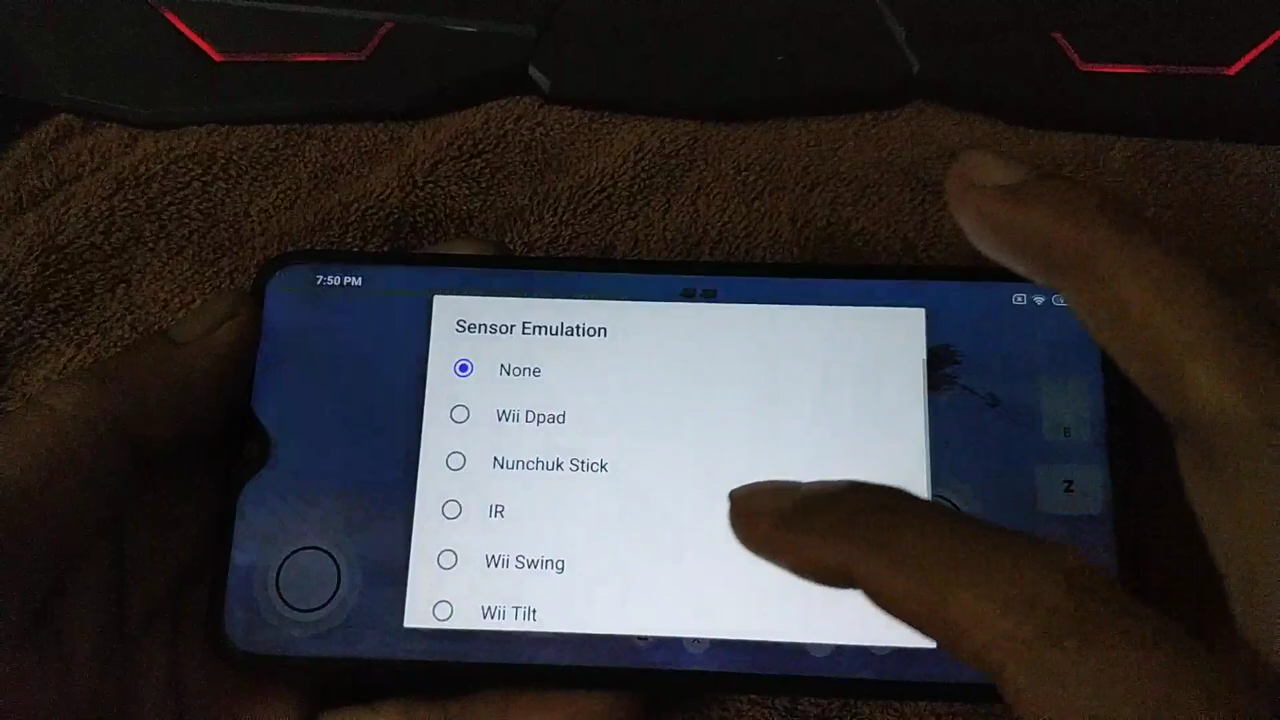 7:50 PM
Sensor Emulation
None
Wii Dpad
Nunchuk Stick
IR
Wii Swing
Wii Tilt
Z